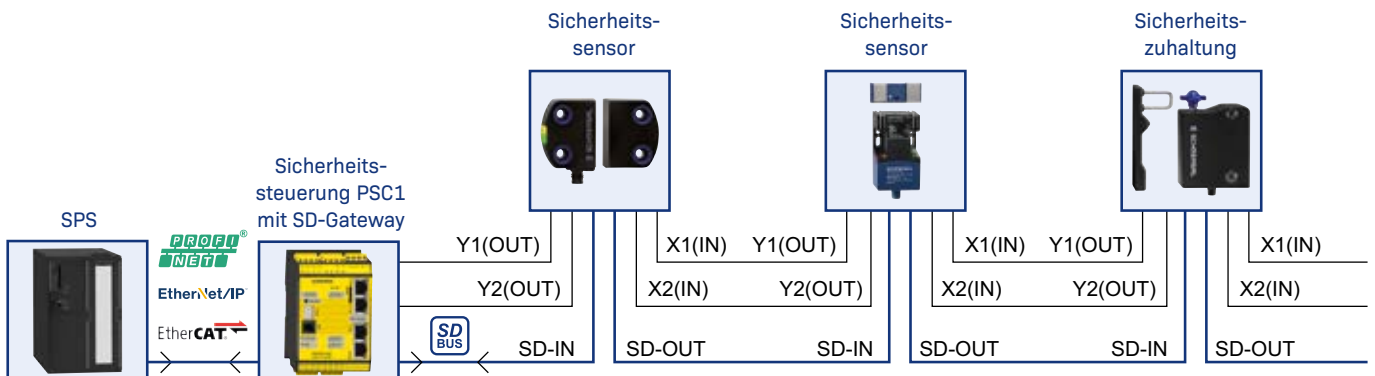 Sicherheits-
sensor
Sicherheits-
sensor
Sicherheits-
zuhaltung
Sicherheits-
steuerung PSC1
mit SD-Gateway
SPS
PROFI®
NET
EtherNet/IP
EtherCAT
SD
BUS
SCHMERSAL
Y1(OUT) X1(IN) Y1(OUT) X1(IN) Y1(OUT) X1(IN)
Y2(OUT) X2(IN) Y2(OUT) X2(IN) Y2(OUT) X2(IN)
SD-IN SD-OUT SD-IN SD-OUT SD-IN SD-OUT